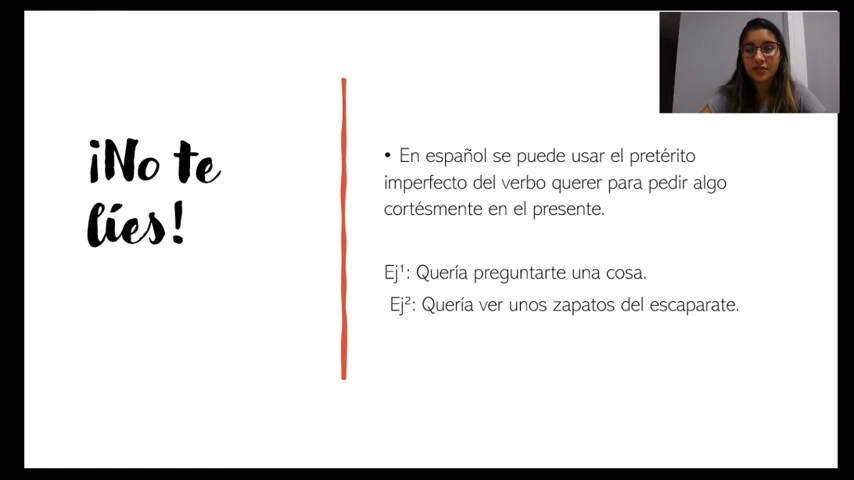 ¡No te
líes!
• En español se puede usar el pretérito
imperfecto del verbo querer para pedir algo
cortésmente en el presente.
Ej¹: Quería preguntarte una cosa.
Ej²: Quería ver unos zapatos del escaparate.